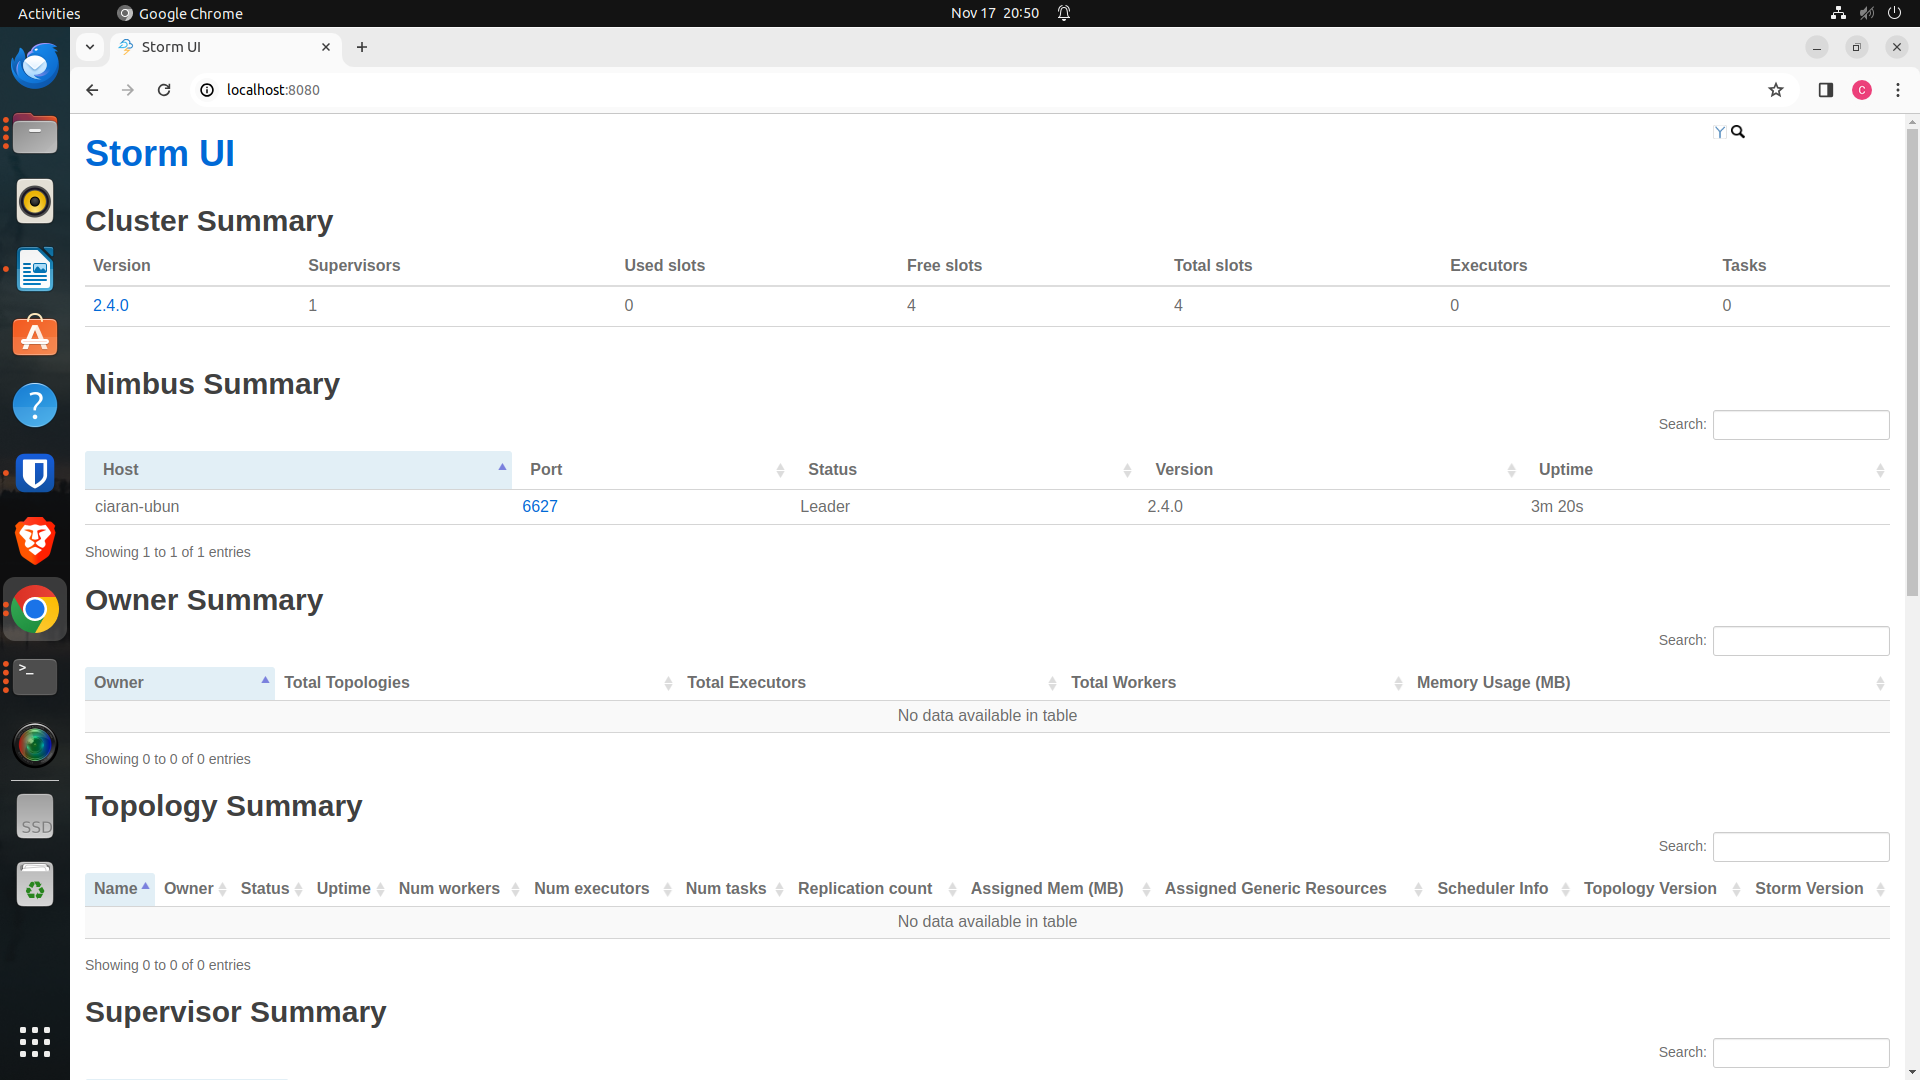 Activities Google Chrome Nov 17 20:50
Storm UI
localhost:8080 C
Storm UI
Cluster Summary
Version Supervisors Used slots Free slots Total slots Executors Tasks
2.4.0 1 0 4 4 0 0
Nimbus Summary
Search:
Host Port Status Version Uptime
ciaran-ubun 6627 Leader 2.4.0 3m 20s
Showing 1 to 1 of 1 entries
Owner Summary
Search:
Owner Total Topologies Total Executors Total Workers Memory Usage (MB)
No data available in table
Showing 0 to 0 of 0 entries
Topology Summary
Search:
Name Owner Status Uptime Num workers Num executors Num tasks Replication count Assigned Mem (MB) Assigned Generic Resources Scheduler Info Topology Version Storm Version
No data available in table
Showing 0 to 0 of 0 entries
Supervisor Summary
Search:
SSD